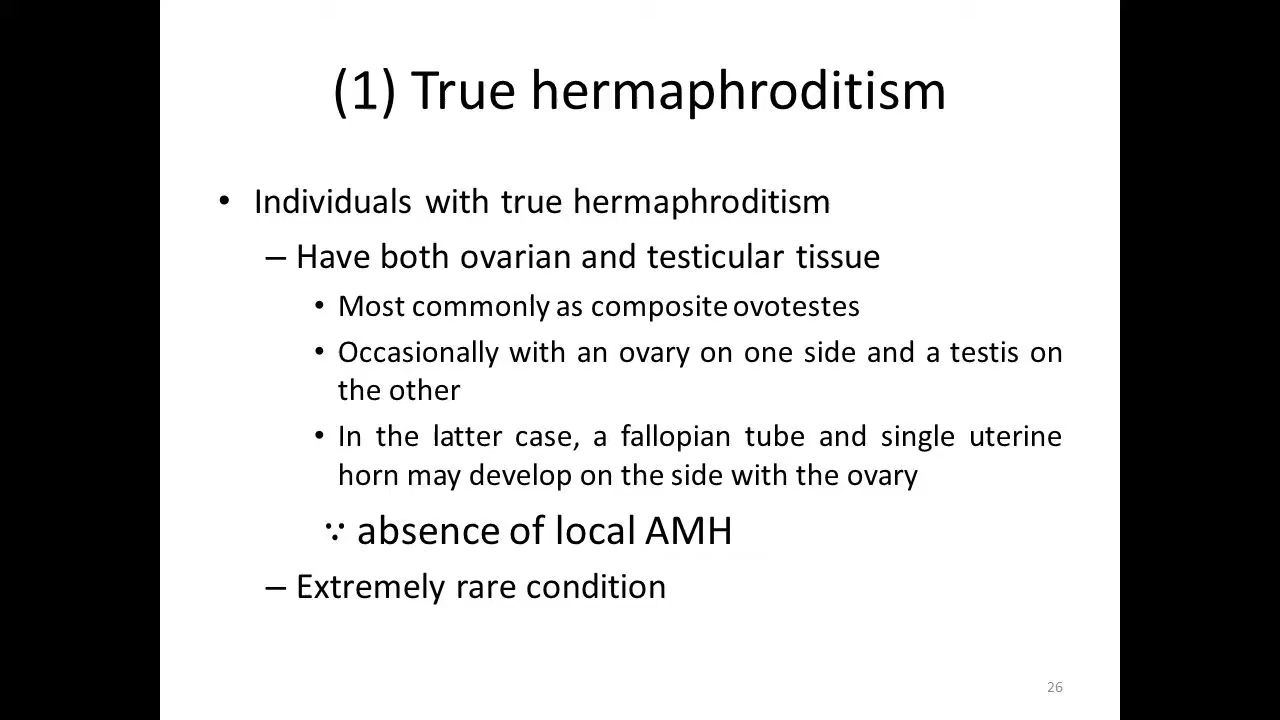 (1) True hermaphroditism
• Individuals with true hermaphroditism
– Have both ovarian and testicular tissue
• Most commonly as composite ovotestes
• Occasionally with an ovary on one side and a testis on
the other
• In the latter case, a fallopian tube and single uterine
horn may develop on the side with the ovary
∵ absence of local AMH
– Extremely rare condition
26